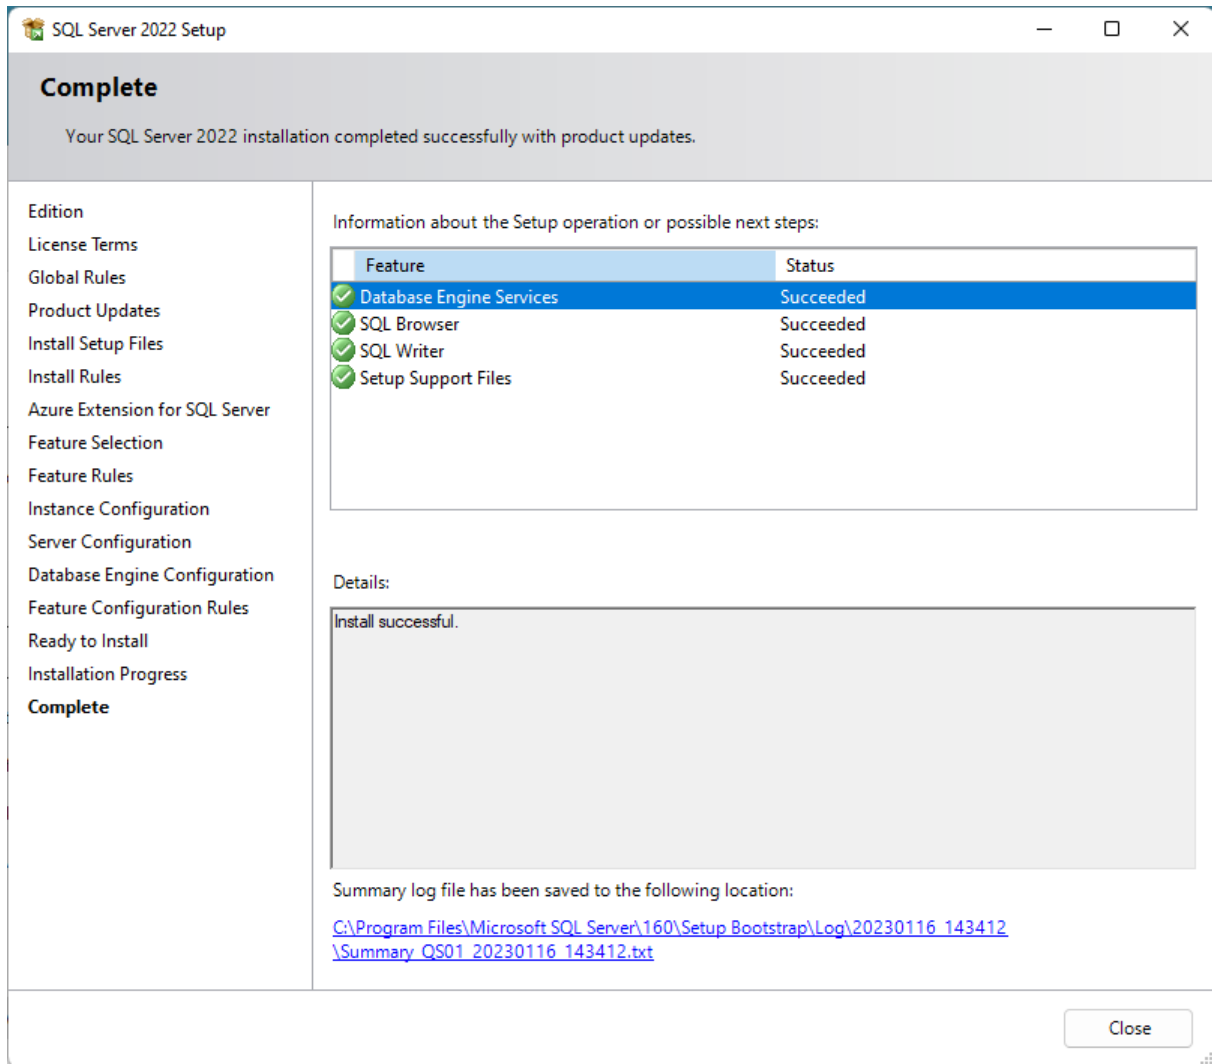 SQL Server 2022 Setup
Complete
Your SQL Server 2022 installation completed successfully with product updates.
Edition
License Terms
Global Rules
Product Updates
Install Setup Files
Install Rules
Azure Extension for SQL Server
Feature Selection
Feature Rules
Instance Configuration
Server Configuration
Database Engine Configuration
Feature Configuration Rules
Ready to Install
Installation Progress
Complete
Information about the Setup operation or possible next steps:
Feature Status
Database Engine Services Succeeded
SQL Browser Succeeded
SQL Writer Succeeded
Setup Support Files Succeeded
Details:
Install successful.
Summary log file has been saved to the following location:
C:\Program Files\Microsoft SQL Server\160\Setup Bootstrap\Log\20230116_143412
\Summary_QS01_20230116_143412.txt
Close